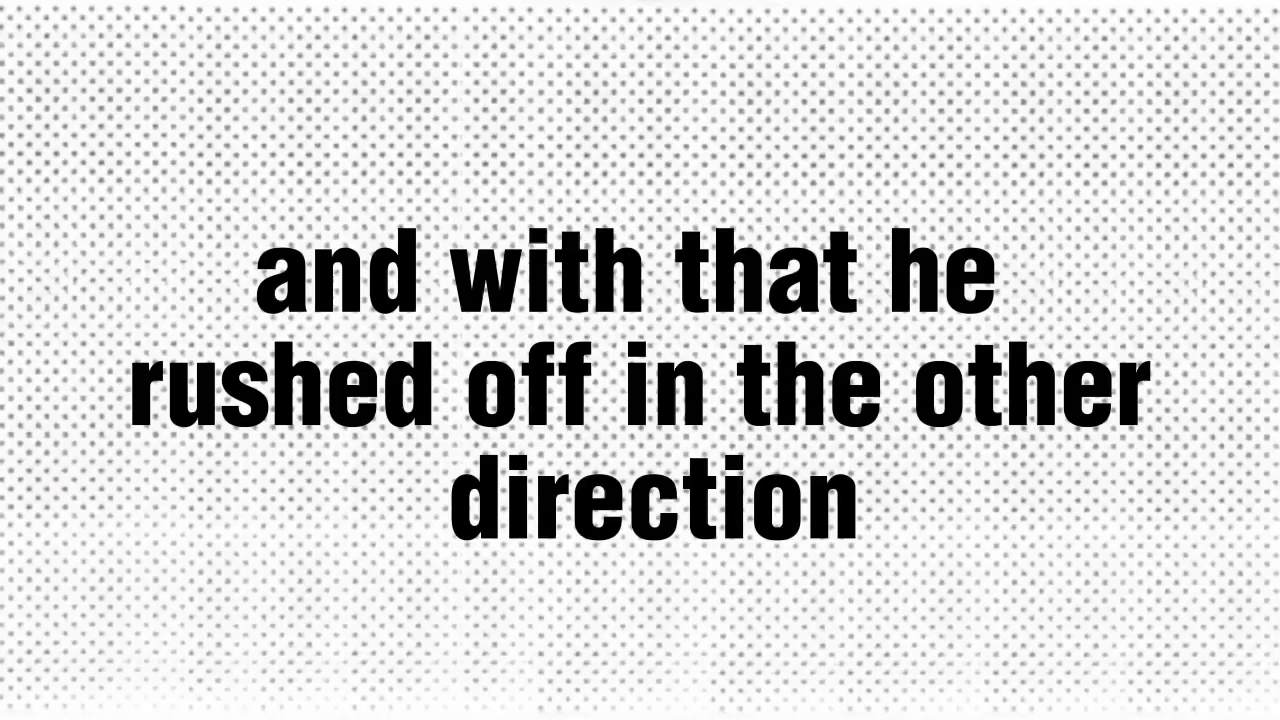 and with that he
rushed off in the other
direction